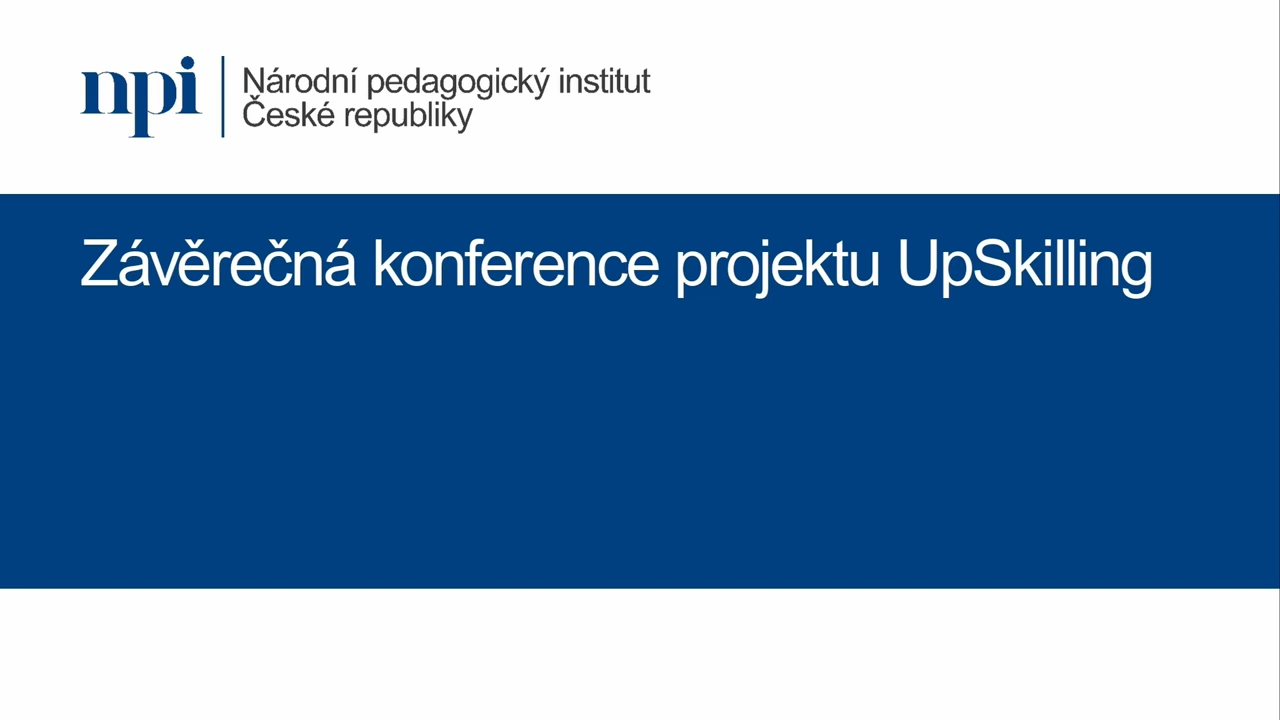 npi
Národní pedagogický institut
České republiky
Závěrečná konference projektu UpSkilling